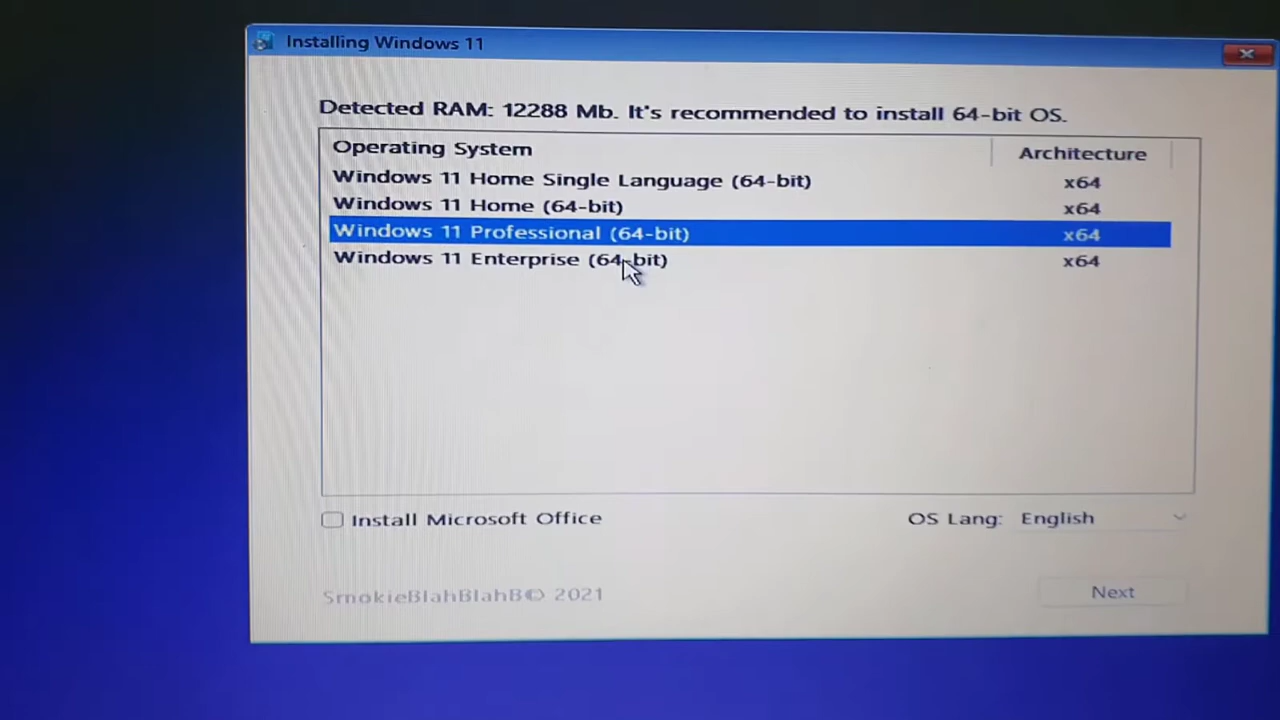 Installing Windows 11
Detected RAM: 12288 Mb. It's recommended to install 64-bit OS.
Operating System Architecture
Windows 11 Home Single Language (64-bit) x64
Windows 11 Home (64-bit) x64
Windows 11 Professional (64-bit) x64
Windows 11 Enterprise (64-bit) x64
Install Microsoft Office OS Lang: English
SmokieBlahBlahB© 2021 Next